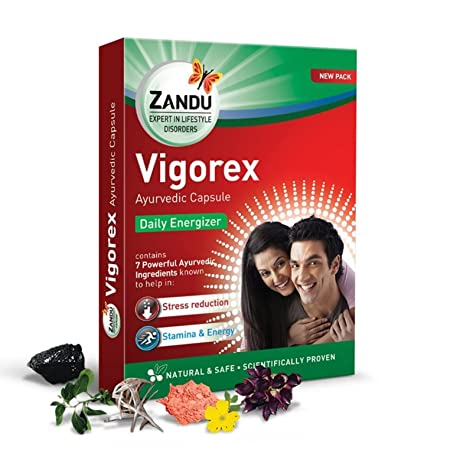 NEW PACK
ZANDU
EXPERT IN LIFESTYLE
DISORDERS
Vigorex
Ayurvedic Capsule
Daily Energizer
contains
7 Powerful Ayurvedic
Ingredients known
to help in:
Stress reduction
Stamina & Energy
NATURAL & SAFE • SCIENTIFICALLY PROVEN
Vigorex Ayurvedic Capsule
ZANDU